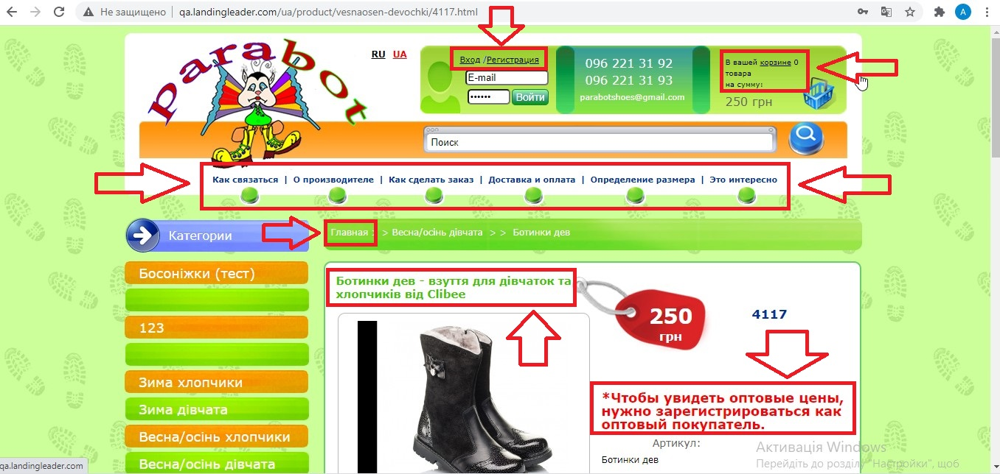 Не защищено
qa.landingleader.com/ua/product/vesnaosen-devochki/4117.html
A
parabot
RU UA
Вход /Регистрация
E-mail
••••••
Войти
096 221 31 92
096 221 31 93
parabotshoes@gmail.com
В вашей корзине 0
товара
на сумму:
250 грн
Поиск
Как связаться | О производителе | Как сделать заказ | Доставка и оплата | Определение размера | Это интересно
Категории
Главная : > Весна/осінь дівчата > > Ботинки дев
Босоніжки (тест)
123
Зима хлопчики
Зима дівчата
Весна/осінь хлопчики
Весна/осінь дівчата
Ботинки дев - взуття для дівчаток та
хлопчиків від Clibee
250
грн
4117
*Чтобы увидеть оптовые цены,
нужно зарегистрироваться как
оптовый покупатель.
Артикул:
Ботинки дев
Активація Windows
Перейдіть до розділу "Настройки", щоб
qa.landingleader.com